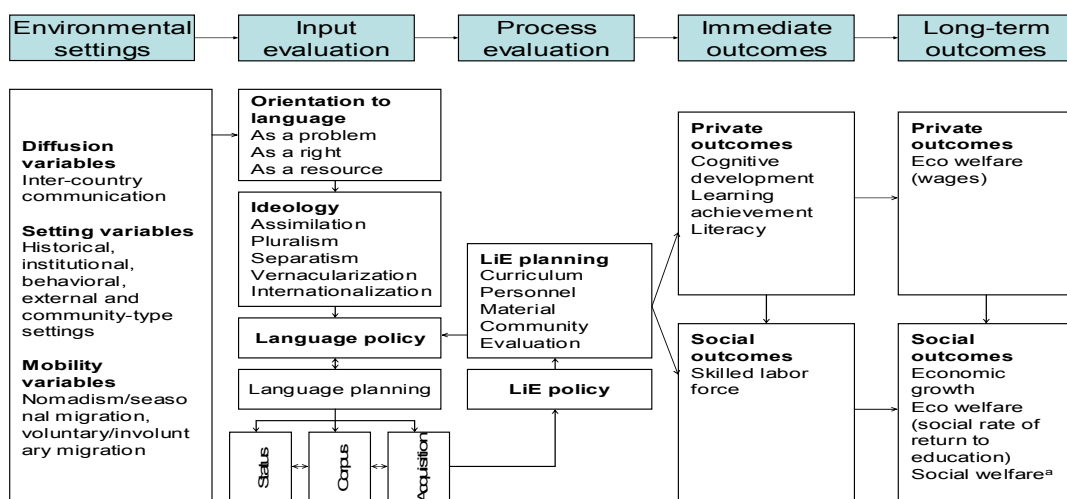 Environmental
settings
Input
evaluation
Process
evaluation
Immediate
outcomes
Long-term
outcomes
Diffusion
variables
Inter-country
communication
Setting variables
Historical,
institutional,
behavioral,
external and
community-type
settings
Mobility
variables
Nomadism/seaso
nal migration,
voluntary/involunt
ary migration
Orientation to
language
As a problem
As a right
As a resource
Ideology
Assimilation
Pluralism
Separatism
Vernacularization
Internationalization
Language policy
Language planning
Status
Corpus
Acquisition
LiE planning
Curriculum
Personnel
Material
Community
Evaluation
LiE policy
Private
outcomes
Cognitive
development
Learning
achievement
Literacy
Social
outcomes
Skilled labor
force
Private
outcomes
Eco welfare
(wages)
Social
outcomes
Economic
growth
Eco welfare
(social rate of
return to
education)
Social welfareᵃ